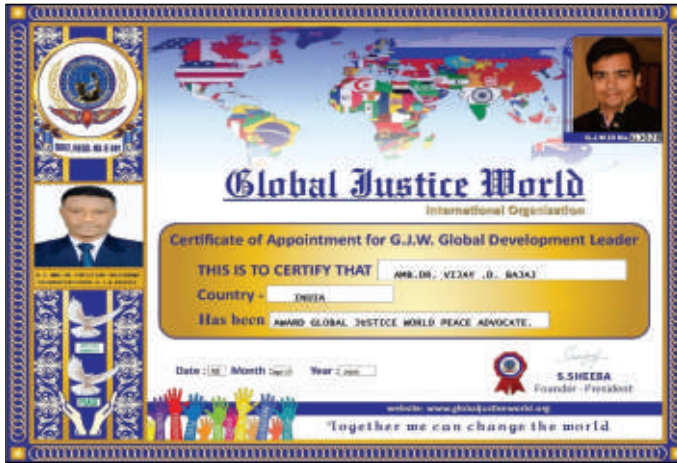 Global Justice World
International Organization
Certificate of Appointment for G.J.W. Global Development Leader
THIS IS TO CERTIFY THAT AMB.DR. VIJAY .D. BAJAJ
Country - INDIA
Has been AWARD GLOBAL JUSTICE WORLD PEACE ADVOCATE.
Date : Month : Year :
S.SHEEBA
Founder - President
website: www.globaljusticeworld.org
Together we can change the world